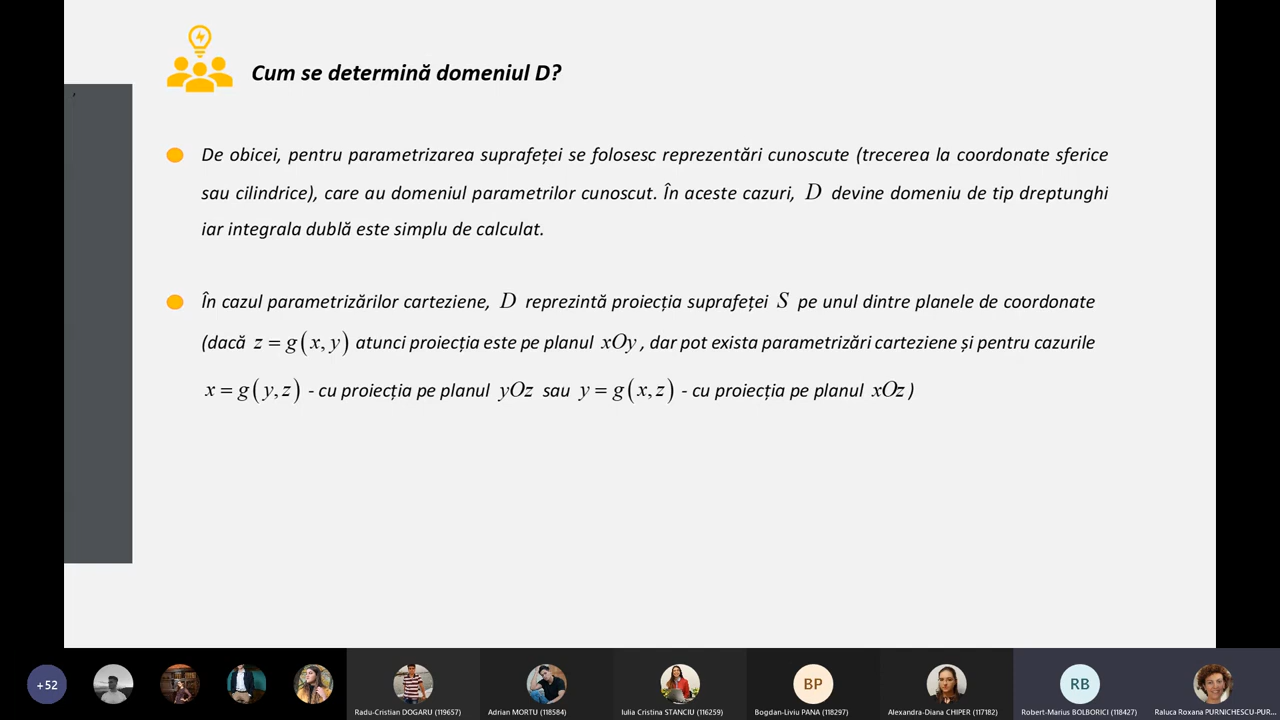 Cum se determină domeniul D?
De obicei, pentru parametrizarea suprafeței se folosesc reprezentări cunoscute (trecerea la coordonate sferice
sau cilindrice), care au domeniul parametrilor cunoscut. În aceste cazuri, D devine domeniu de tip dreptunghi
iar integrala dublă este simplu de calculat.
În cazul parametrizărilor carteziene, D reprezintă proiecția suprafeței S pe unul dintre planele de coordonate
(dacă z = g(x, y) atunci proiecția este pe planul xOy, dar pot exista parametrizări carteziene și pentru cazurile
x = g(y, z) - cu proiecția pe planul yOz sau y = g(x, z) - cu proiecția pe planul xOz)
+52
BP
RB
Radu-Cristian DOGARU (119657)
Adrian MORTU (118584)
Iulia Cristina STANCIU (116259)
Bogdan-Liviu PANA (118297)
Alexandra-Diana CHIPER (117182)
Robert-Marius BOLBORICI (118427)
Raluca Roxana PURNICHESCU-PUR...